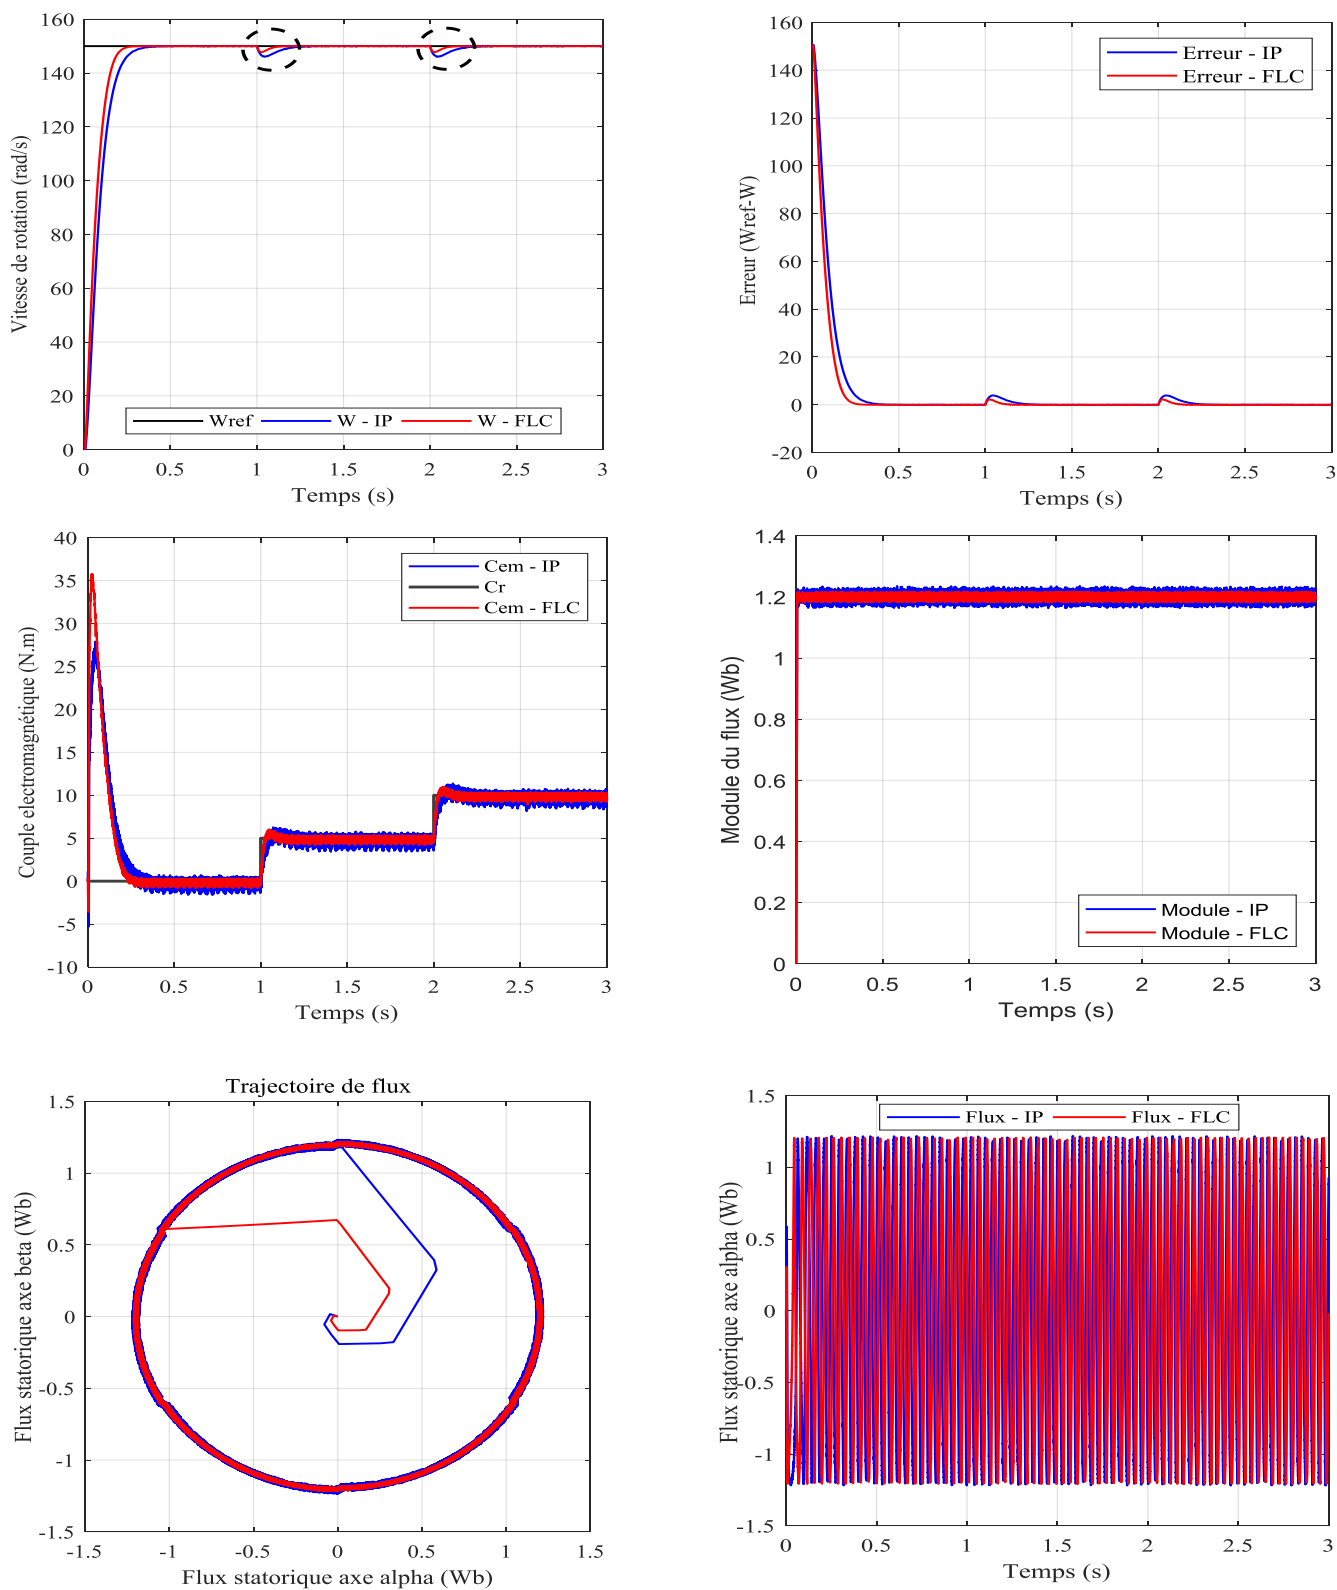 160
140
120
100
80
60
40
20
0
Vitesse de rotation (rad/s)
Wref W - IP W - FLC
0 0.5 1 1.5 2 2.5 3
Temps (s)
160
140
120
100
80
60
40
20
0
-20
Erreur (Wref-W)
Erreur - IP
Erreur - FLC
0 0.5 1 1.5 2 2.5 3
Temps (s)
40
35
30
25
20
15
10
5
0
-5
-10
Couple electromagnétique (N.m)
Cem - IP
Cr
Cem - FLC
0 0.5 1 1.5 2 2.5 3
Temps (s)
1.4
1.2
1
0.8
0.6
0.4
0.2
0
Module du flux (Wb)
Module - IP
Module - FLC
0 0.5 1 1.5 2 2.5 3
Temps (s)
Trajectoire de flux
1.5
1
0.5
0
-0.5
-1
-1.5
Flux statorique axe beta (Wb)
-1.5 -1 -0.5 0 0.5 1 1.5
Flux statorique axe alpha (Wb)
1.5
1
0.5
0
-0.5
-1
-1.5
Flux statorique axe alpha (Wb)
Flux - IP Flux - FLC
0 0.5 1 1.5 2 2.5 3
Temps (s)